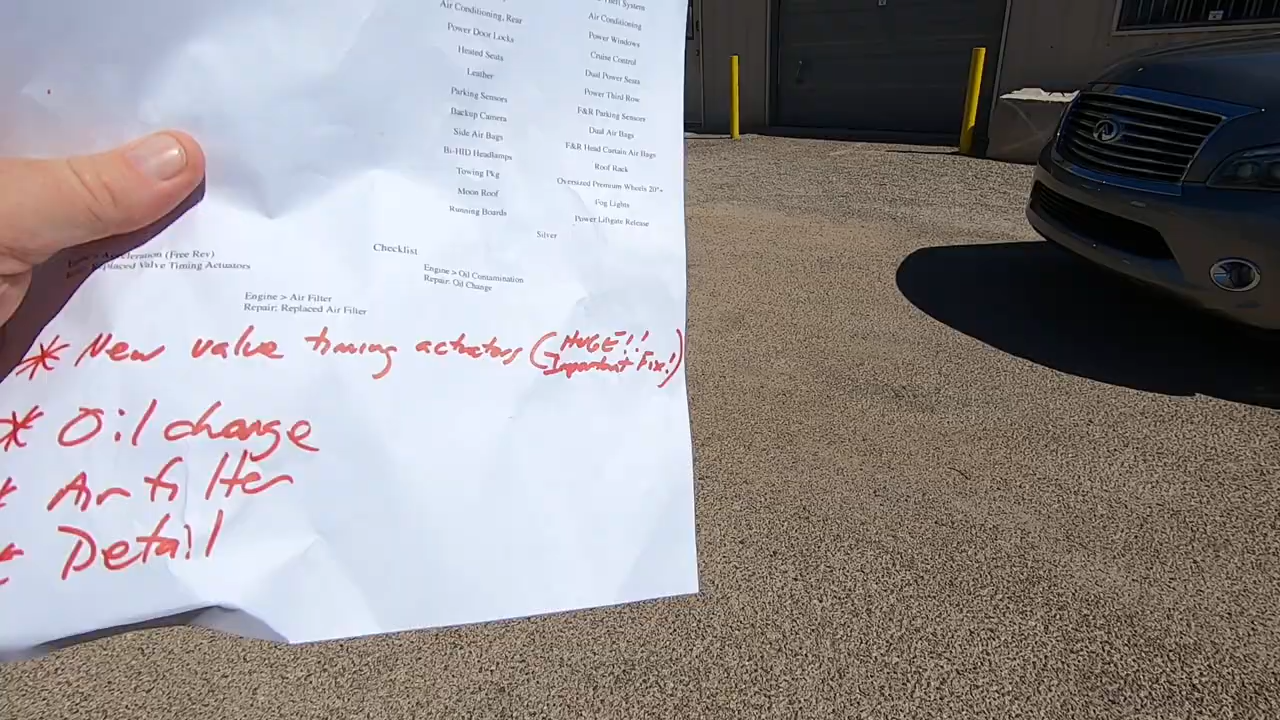 System
Air Conditioning, Rear
Air Conditioning
Power Door Locks
Power Windows
Heated Seats
Cruise Control
Leather
Dual Power Seats
Parking Sensors
Power Third Row
Backup Camera
F&R Parking Sensors
Side Air Bags
Dual Air Bags
Bi-HID Headlamps
F&R Head Curtain Air Bags
Towing Pkg
Roof Rack
Moon Roof
Oversized Premium Wheels 20"+
Running Boards
Fog Lights
Power Liftgate Release
Silver
Checklist
Acceleration (Free Rev)
Replaced Valve Timing Actuators
Engine > Oil Contamination
Repair: Oil Change
Engine > Air Filter
Repair: Replaced Air Filter
* New valve timing actuators (HUGE!!
Important Fix!)
* Oil change
* Air filter
* Detail